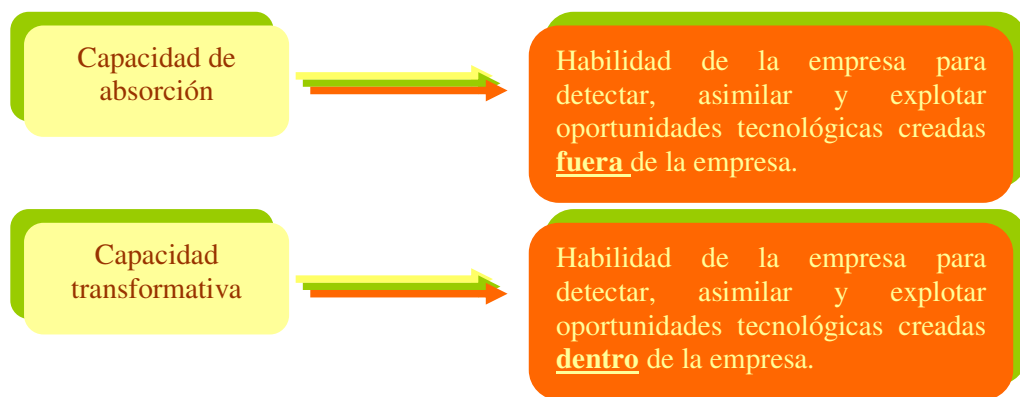 Capacidad de
absorción
Habilidad de la empresa para
detectar, asimilar y explotar
oportunidades tecnológicas creadas
fuera de la empresa.
Capacidad
transformativa
Habilidad de la empresa para
detectar, asimilar y explotar
oportunidades tecnológicas creadas
dentro de la empresa.